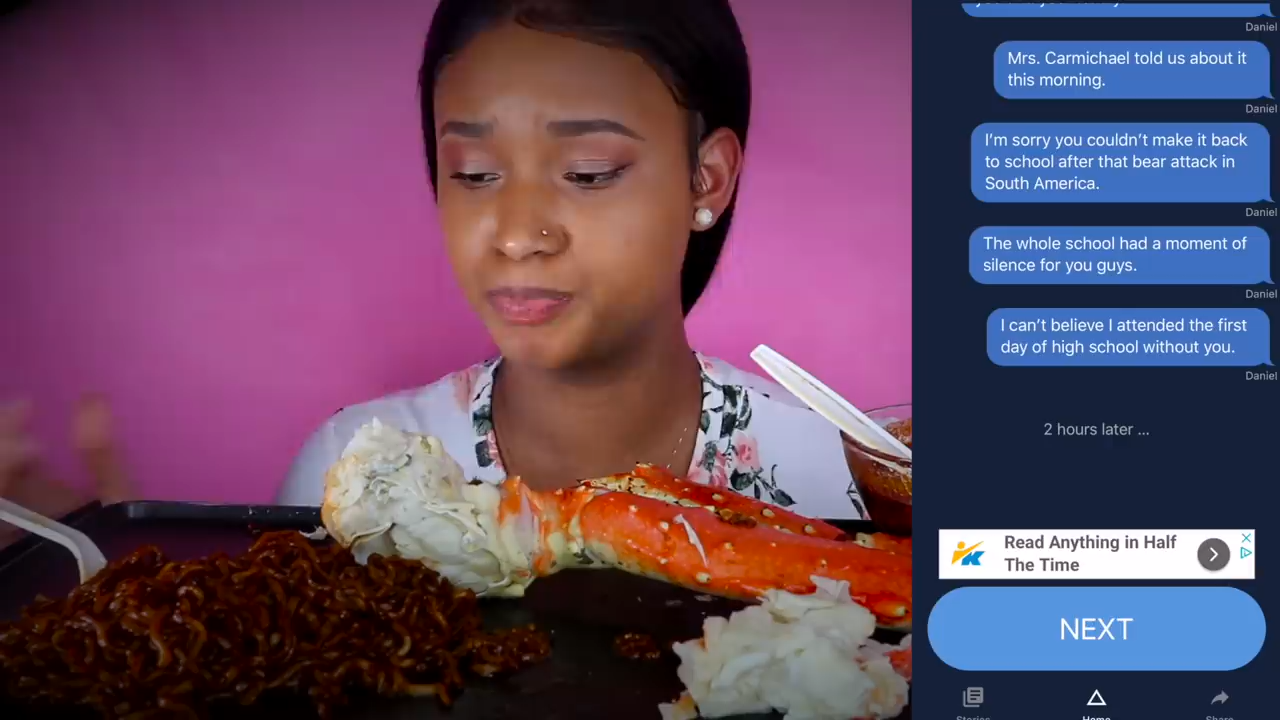 Daniel
Mrs. Carmichael told us about it
this morning.
Daniel
I'm sorry you couldn't make it back
to school after that bear attack in
South America.
Daniel
The whole school had a moment of
silence for you guys.
Daniel
I can't believe I attended the first
day of high school without you.
Daniel
2 hours later ...
Read Anything in Half
The Time
NEXT
Stories
Home
Share